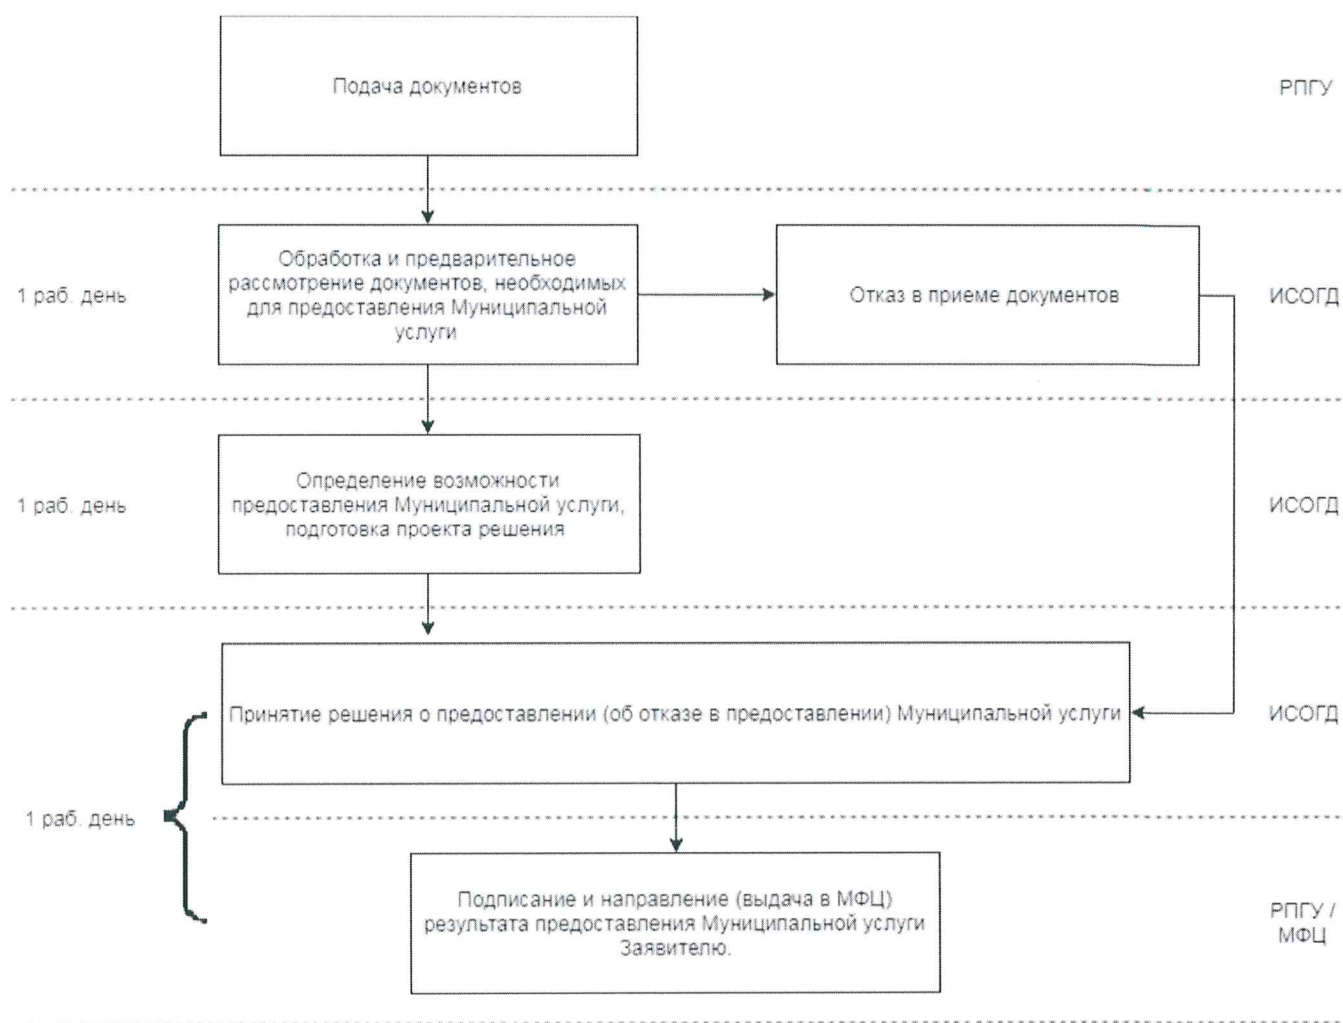 Подача документов
РПГУ
1 раб. день
Обработка и предварительное
рассмотрение документов, необходимых
для предоставления Муниципальной
услуги
Отказ в приеме документов
ИСОГД
1 раб. день
Определение возможности
предоставления Муниципальной услуги,
подготовка проекта решения
ИСОГД
Принятие решения о предоставлении (об отказе в предоставлении) Муниципальной услуги
ИСОГД
1 раб. день
Подписание и направление (выдача в МФЦ)
результата предоставления Муниципальной услуги
Заявителю.
РПГУ /
МФЦ